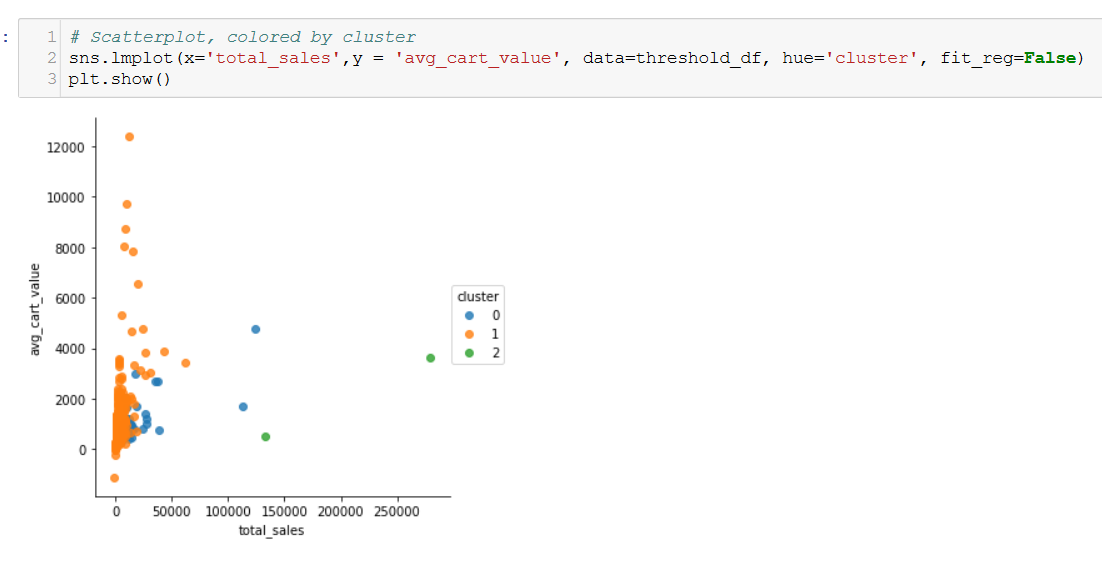 :
1 # Scatterplot, colored by cluster
2 sns.lmplot(x='total_sales',y = 'avg_cart_value', data=threshold_df, hue='cluster', fit_reg=False)
3 plt.show()
12000
10000
8000
6000
4000
2000
0
avg_cart_value
cluster
0
1
2
0 50000 100000 150000 200000 250000
total_sales